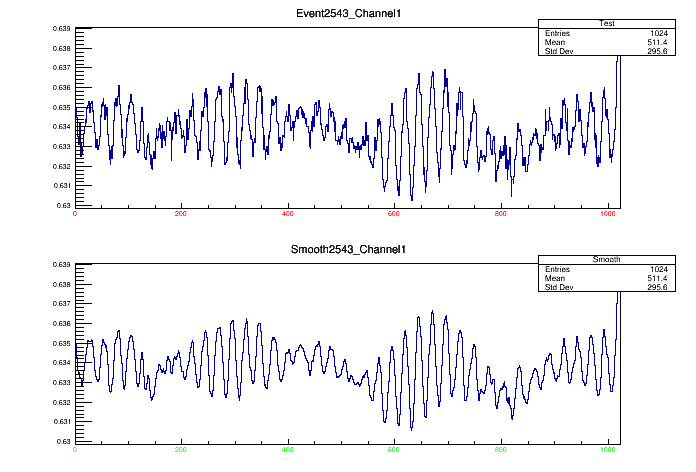 Event2543_Channel1
Test
Entries 1024
Mean 511.4
Std Dev 295.6
0.639
0.638
0.637
0.636
0.635
0.634
0.633
0.632
0.631
0.63
0 200 400 600 800 1000
Smooth2543_Channel1
Smooth
Entries 1024
Mean 511.4
Std Dev 295.6
0.639
0.638
0.637
0.636
0.635
0.634
0.633
0.632
0.631
0.63
0 200 400 600 800 1000